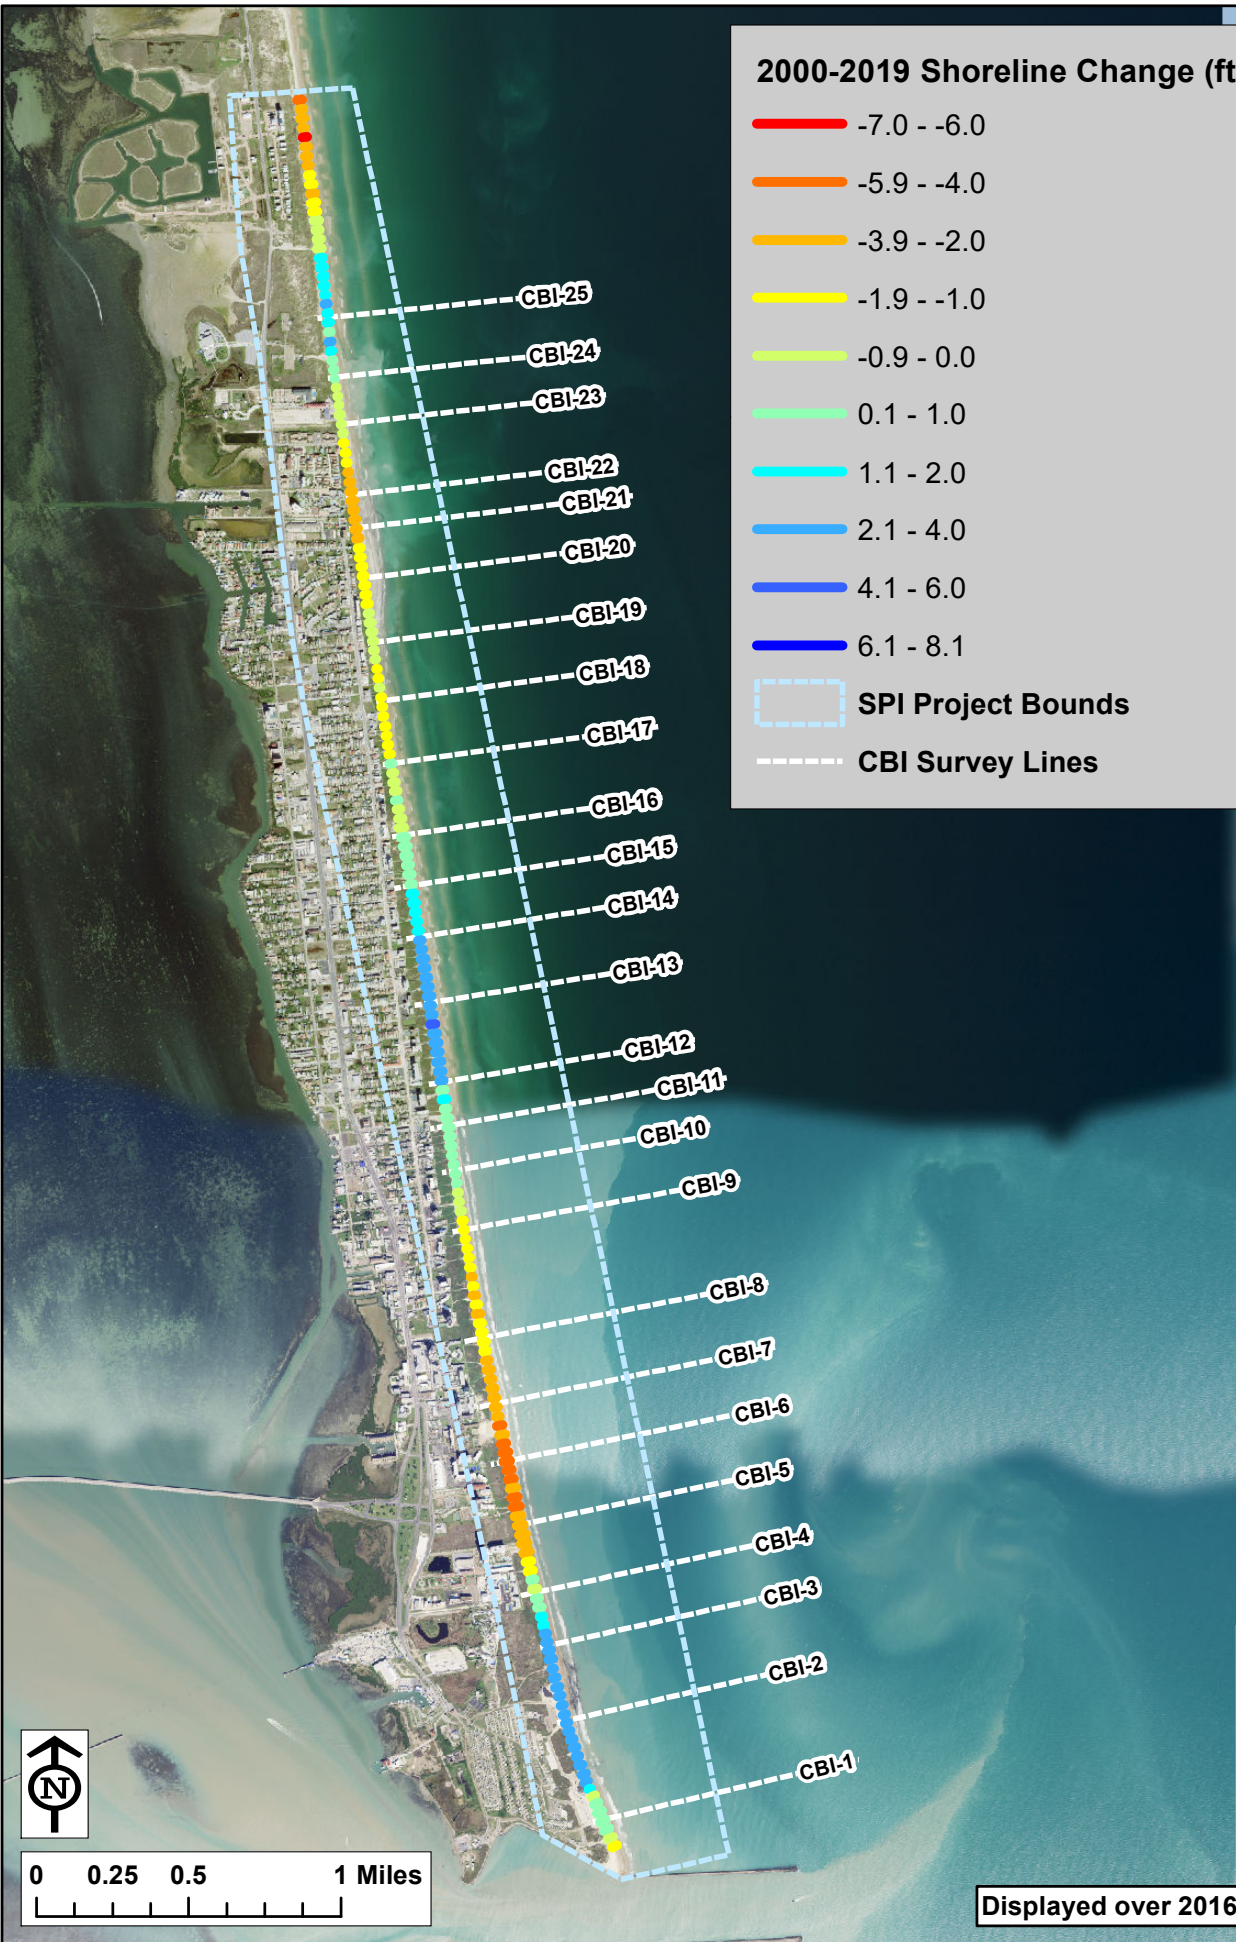 2000-2019 Shoreline Change (ft
-7.0 - -6.0
-5.9 - -4.0
-3.9 - -2.0
-1.9 - -1.0
-0.9 - 0.0
0.1 - 1.0
1.1 - 2.0
2.1 - 4.0
4.1 - 6.0
6.1 - 8.1
SPI Project Bounds
CBI Survey Lines
CBI-25
CBI-24
CBI-23
CBI-22
CBI-21
CBI-20
CBI-19
CBI-18
CBI-17
CBI-16
CBI-15
CBI-14
CBI-13
CBI-12
CBI-11
CBI-10
CBI-9
CBI-8
CBI-7
CBI-6
CBI-5
CBI-4
CBI-3
CBI-2
CBI-1
N
0 0.25 0.5 1 Miles
Displayed over 2016